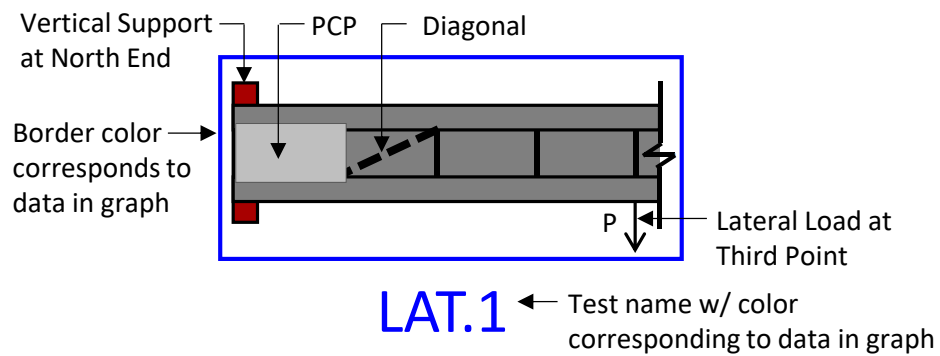 Vertical Support
at North End
PCP
Diagonal
Border color
corresponds to
data in graph
P
Lateral Load at
Third Point
LAT.1
Test name w/ color
corresponding to data in graph